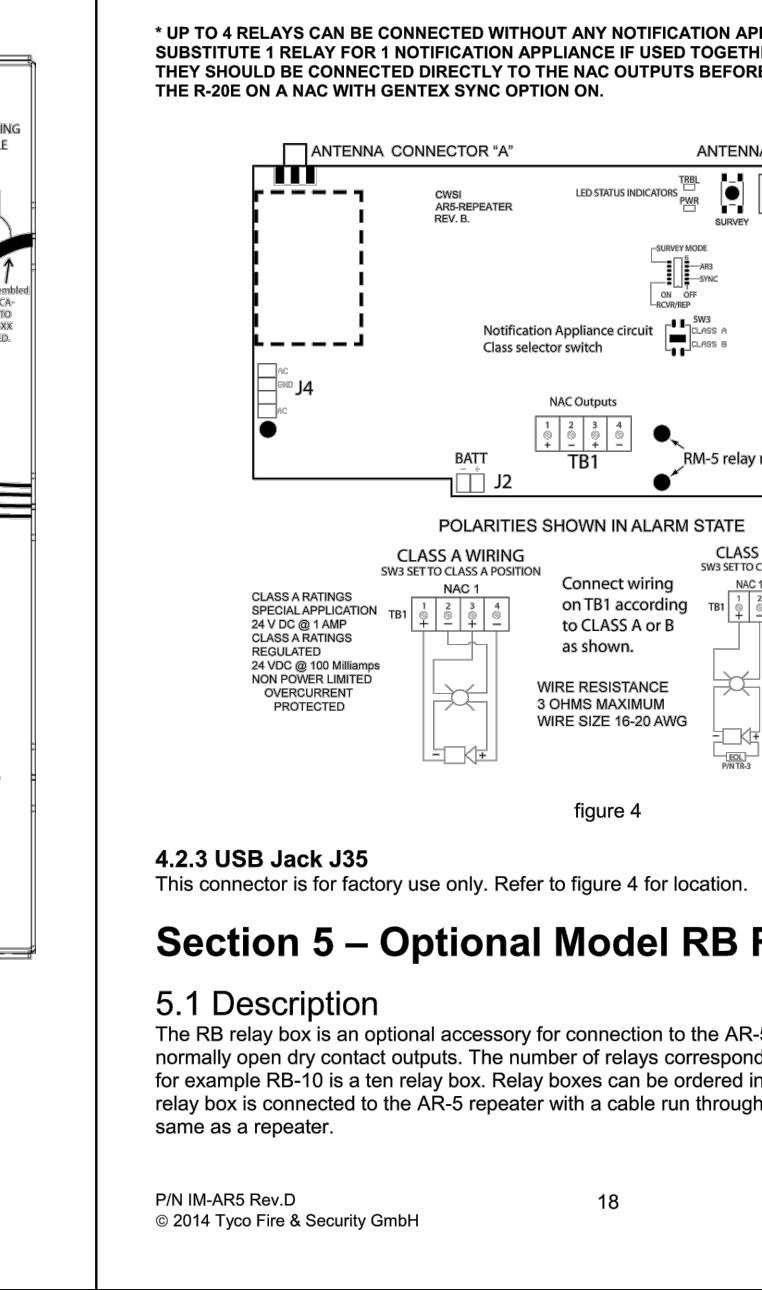 * UP TO 4 RELAYS CAN BE CONNECTED WITHOUT ANY NOTIFICATION
SUBSTITUTE 1 RELAY FOR 1 NOTIFICATION APPLIANCE IF USED
THEY SHOULD BE CONNECTED DIRECTLY TO THE NAC OUTPUTS BEFORE
THE R-20E ON A NAC WITH GENTEX SYNC OPTION ON.
ANTENNA CONNECTOR "A"
CWSI
AR5-REPEATER
REV. B.
LED STATUS INDICATORS
TRBL
PWR
SURVEY
SURVEY MODE
AR3
SYNC
ON OFF
RCVR/REP
Notification Appliance circuit
Class selector switch
SW3
CLASS A
CLASS B
AC
GND
AC
J4
NAC Outputs
1 2 3 4
+ – + –
TB1
BATT
– +
J2
RM-5 relay
POLARITIES SHOWN IN ALARM STATE
CLASS A WIRING
SW3 SET TO CLASS A POSITION
NAC 1
TB1
1 2 3 4
+ – + –
– +
CLASS A RATINGS
SPECIAL APPLICATION
24 V DC @ 1 AMP
CLASS A RATINGS
REGULATED
24 VDC @ 100 Milliamps
NON POWER LIMITED
OVERCURRENT
PROTECTED
Connect wiring
on TB1 according
to CLASS A or B
as shown.
WIRE RESISTANCE
3 OHMS MAXIMUM
WIRE SIZE 16-20 AWG
CLASS
SW3 SET TO
NAC 1
TB1
1 2
+ –
– +
EOL
P/N TR-3
figure 4
4.2.3 USB Jack J35
This connector is for factory use only. Refer to figure 4 for location.
Section 5 – Optional Model RB
5.1 Description
The RB relay box is an optional accessory for connection to the
normally open dry contact outputs. The number of relays
for example RB-10 is a ten relay box. Relay boxes can be ordered in
relay box is connected to the AR-5 repeater with a cable run through
same as a repeater.
P/N IM-AR5 Rev.D
18
© 2014 Tyco Fire & Security GmbH